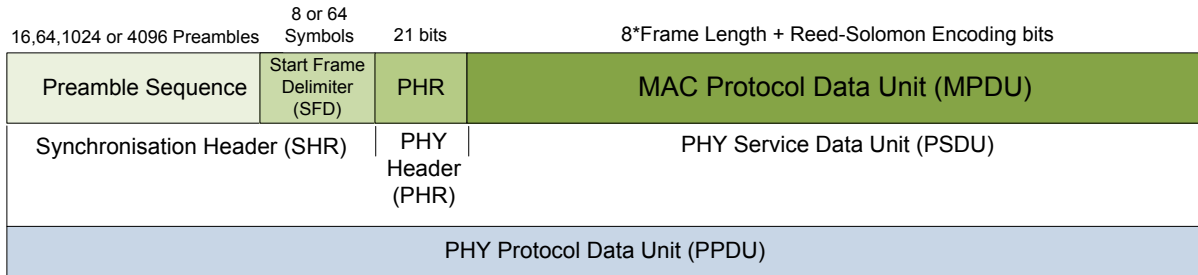 8 or 64
Symbols
16,64,1024 or 4096 Preambles
21 bits
8*Frame Length + Reed-Solomon Encoding bits
Preamble Sequence
Start Frame
Delimiter
(SFD)
PHR
MAC Protocol Data Unit (MPDU)
Synchronisation Header (SHR)
PHY
Header
(PHR)
PHY Service Data Unit (PSDU)
PHY Protocol Data Unit (PPDU)